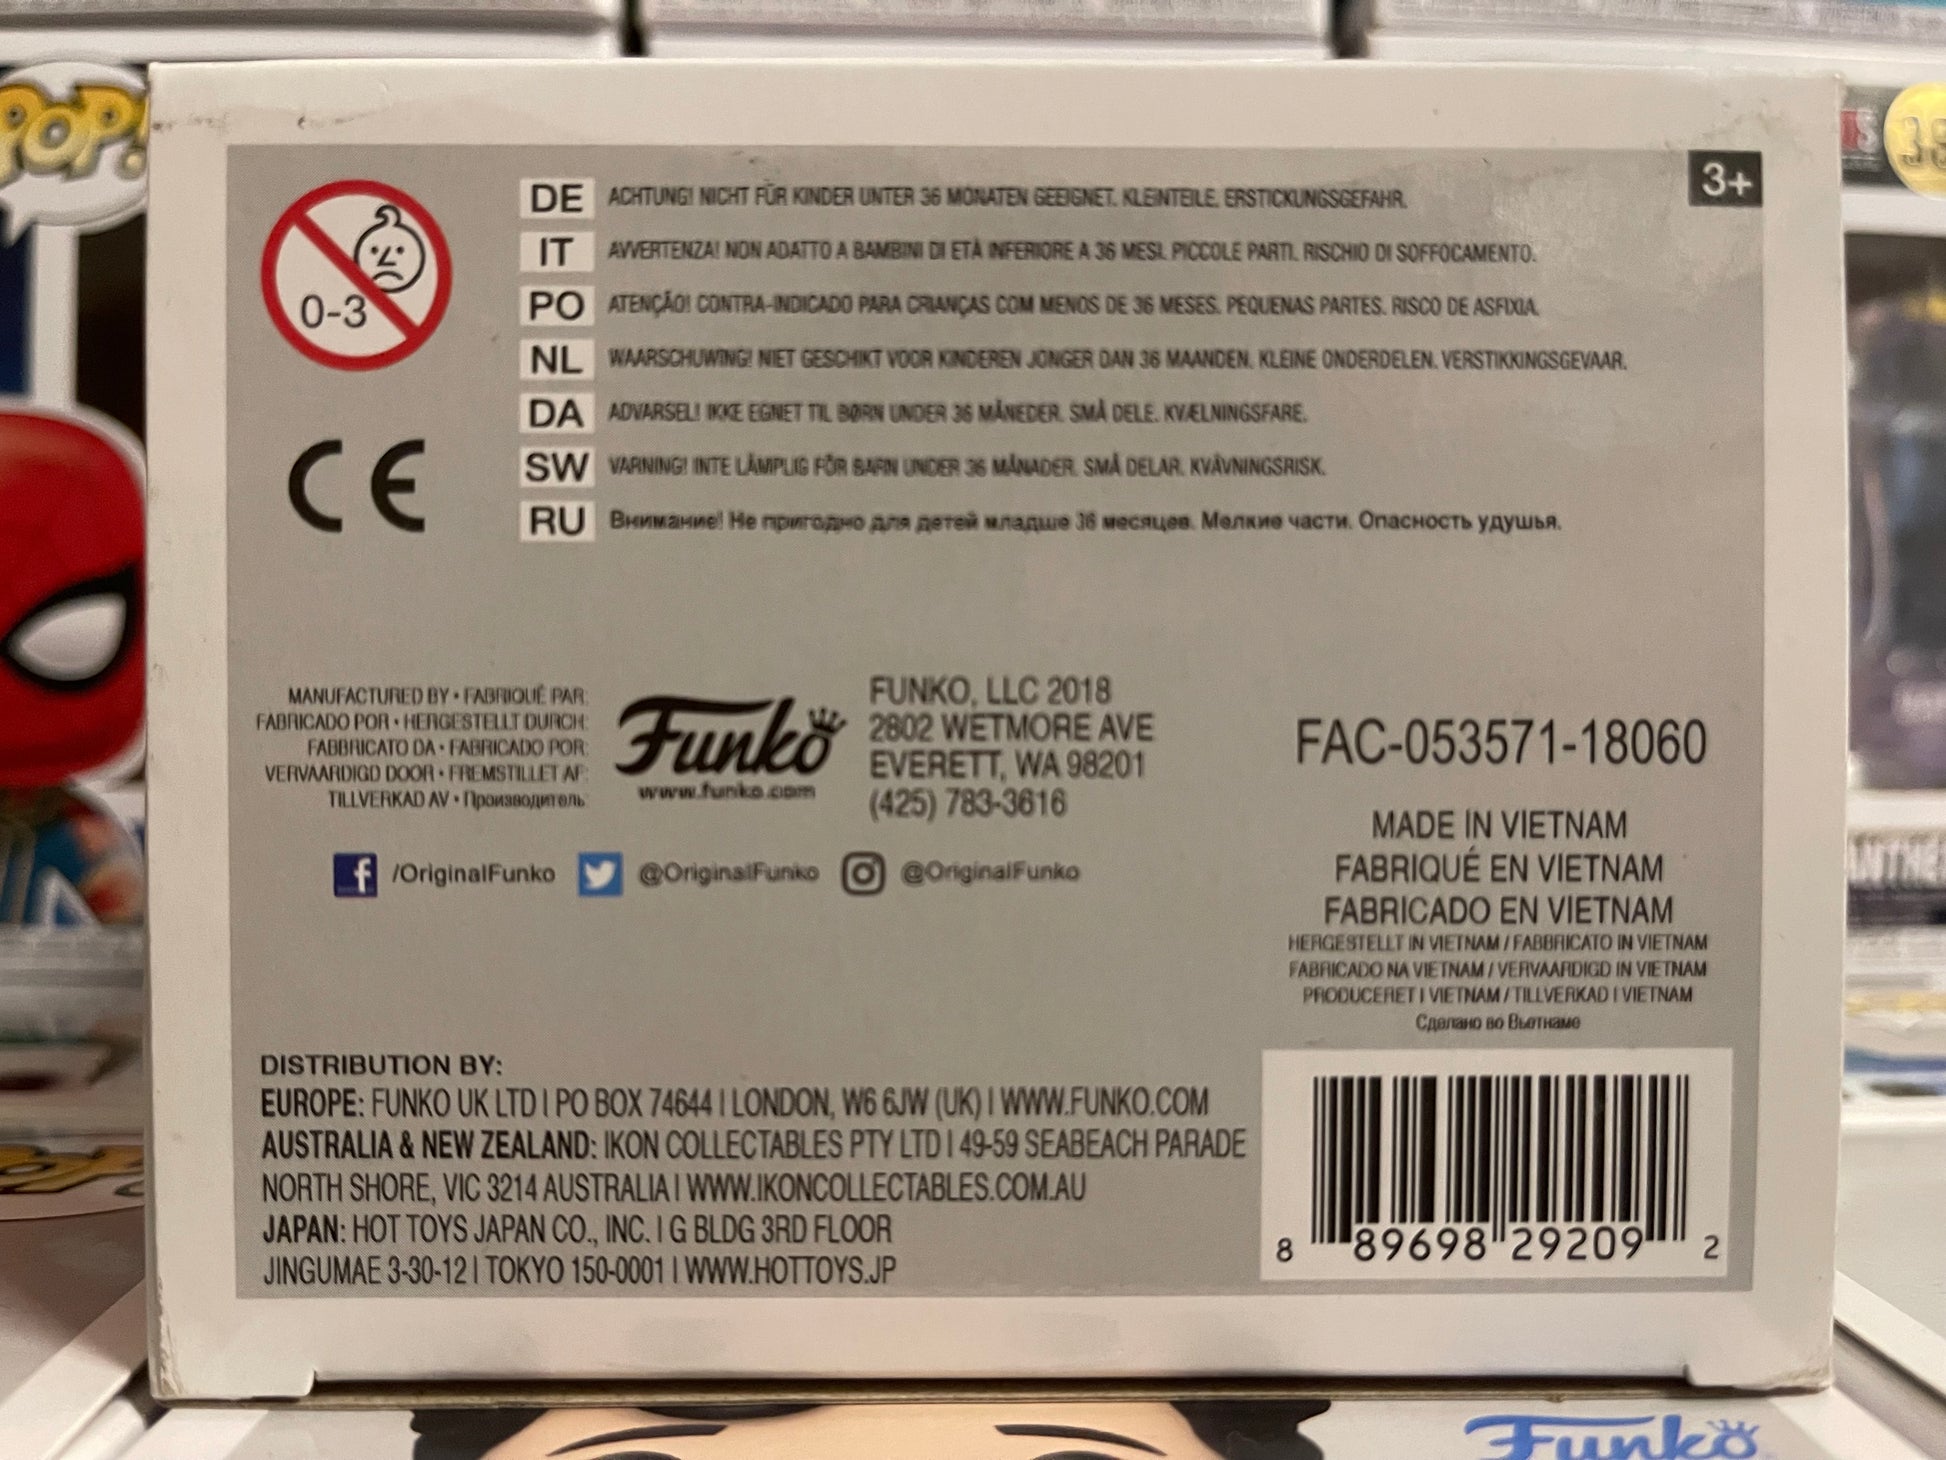 POP!
38
3+
0-3
DE ACHTUNG! NICHT FÜR KINDER UNTER 36 MONATEN GEEIGNET. KLEINTEILE. ERSTICKUNGSGEFAHR.
IT AVVERTENZA! NON ADATTO A BAMBINI DI ETÀ INFERIORE A 36 MESI. PICCOLE PARTI. RISCHIO DI SOFFOCAMENTO.
PO ATENÇÃO! CONTRA-INDICADO PARA CRIANÇAS COM MENOS DE 36 MESES. PEQUENAS PARTES. RISCO DE ASFIXIA.
NL WAARSCHUWING! NIET GESCHIKT VOOR KINDEREN JONGER DAN 36 MAANDEN. KLEINE ONDERDELEN. VERSTIKKINGSGEVAAR.
DA ADVARSEL! IKKE EGNET TIL BØRN UNDER 36 MÅNEDER. SMÅ DELE. KVÆLNINGSFARE.
SW VARNING! INTE LÄMPLIG FÖR BARN UNDER 36 MÅNADER. SMÅ DELAR. KVÄVNINGSRISK.
RU Внимание! Не пригодно для детей младше 36 месяцев. Мелкие части. Опасность удушья.
CE
MANUFACTURED BY • FABRIQUÉ PAR:
FABRICADO POR • HERGESTELLT DURCH:
FABBRICATO DA • FABRICADO POR:
VERVAARDIGD DOOR • FREMSTILLET AF:
TILLVERKAD AV • Производитель:
Funko
www.funko.com
FUNKO, LLC 2018
2802 WETMORE AVE
EVERETT, WA 98201
(425) 783-3616
/OriginalFunko @OriginalFunko @OriginalFunko
FAC-053571-18060
MADE IN VIETNAM
FABRIQUÉ EN VIETNAM
FABRICADO EN VIETNAM
HERGESTELLT IN VIETNAM / FABBRICATO IN VIETNAM
FABRICADO NA VIETNAM / VERVAARDIGD IN VIETNAM
PRODUCERET I VIETNAM / TILLVERKAD I VIETNAM
Сделано во Вьетнаме
DISTRIBUTION BY:
EUROPE: FUNKO UK LTD | PO BOX 74644 | LONDON, W6 6JW (UK) | WWW.FUNKO.COM
AUSTRALIA & NEW ZEALAND: IKON COLLECTABLES PTY LTD | 49-59 SEABEACH PARADE
NORTH SHORE, VIC 3214 AUSTRALIA | WWW.IKONCOLLECTABLES.COM.AU
JAPAN: HOT TOYS JAPAN CO., INC. | G BLDG 3RD FLOOR
JINGUMAE 3-30-12 | TOKYO 150-0001 | WWW.HOTTOYS.JP
8 89698 29209 2
Funko